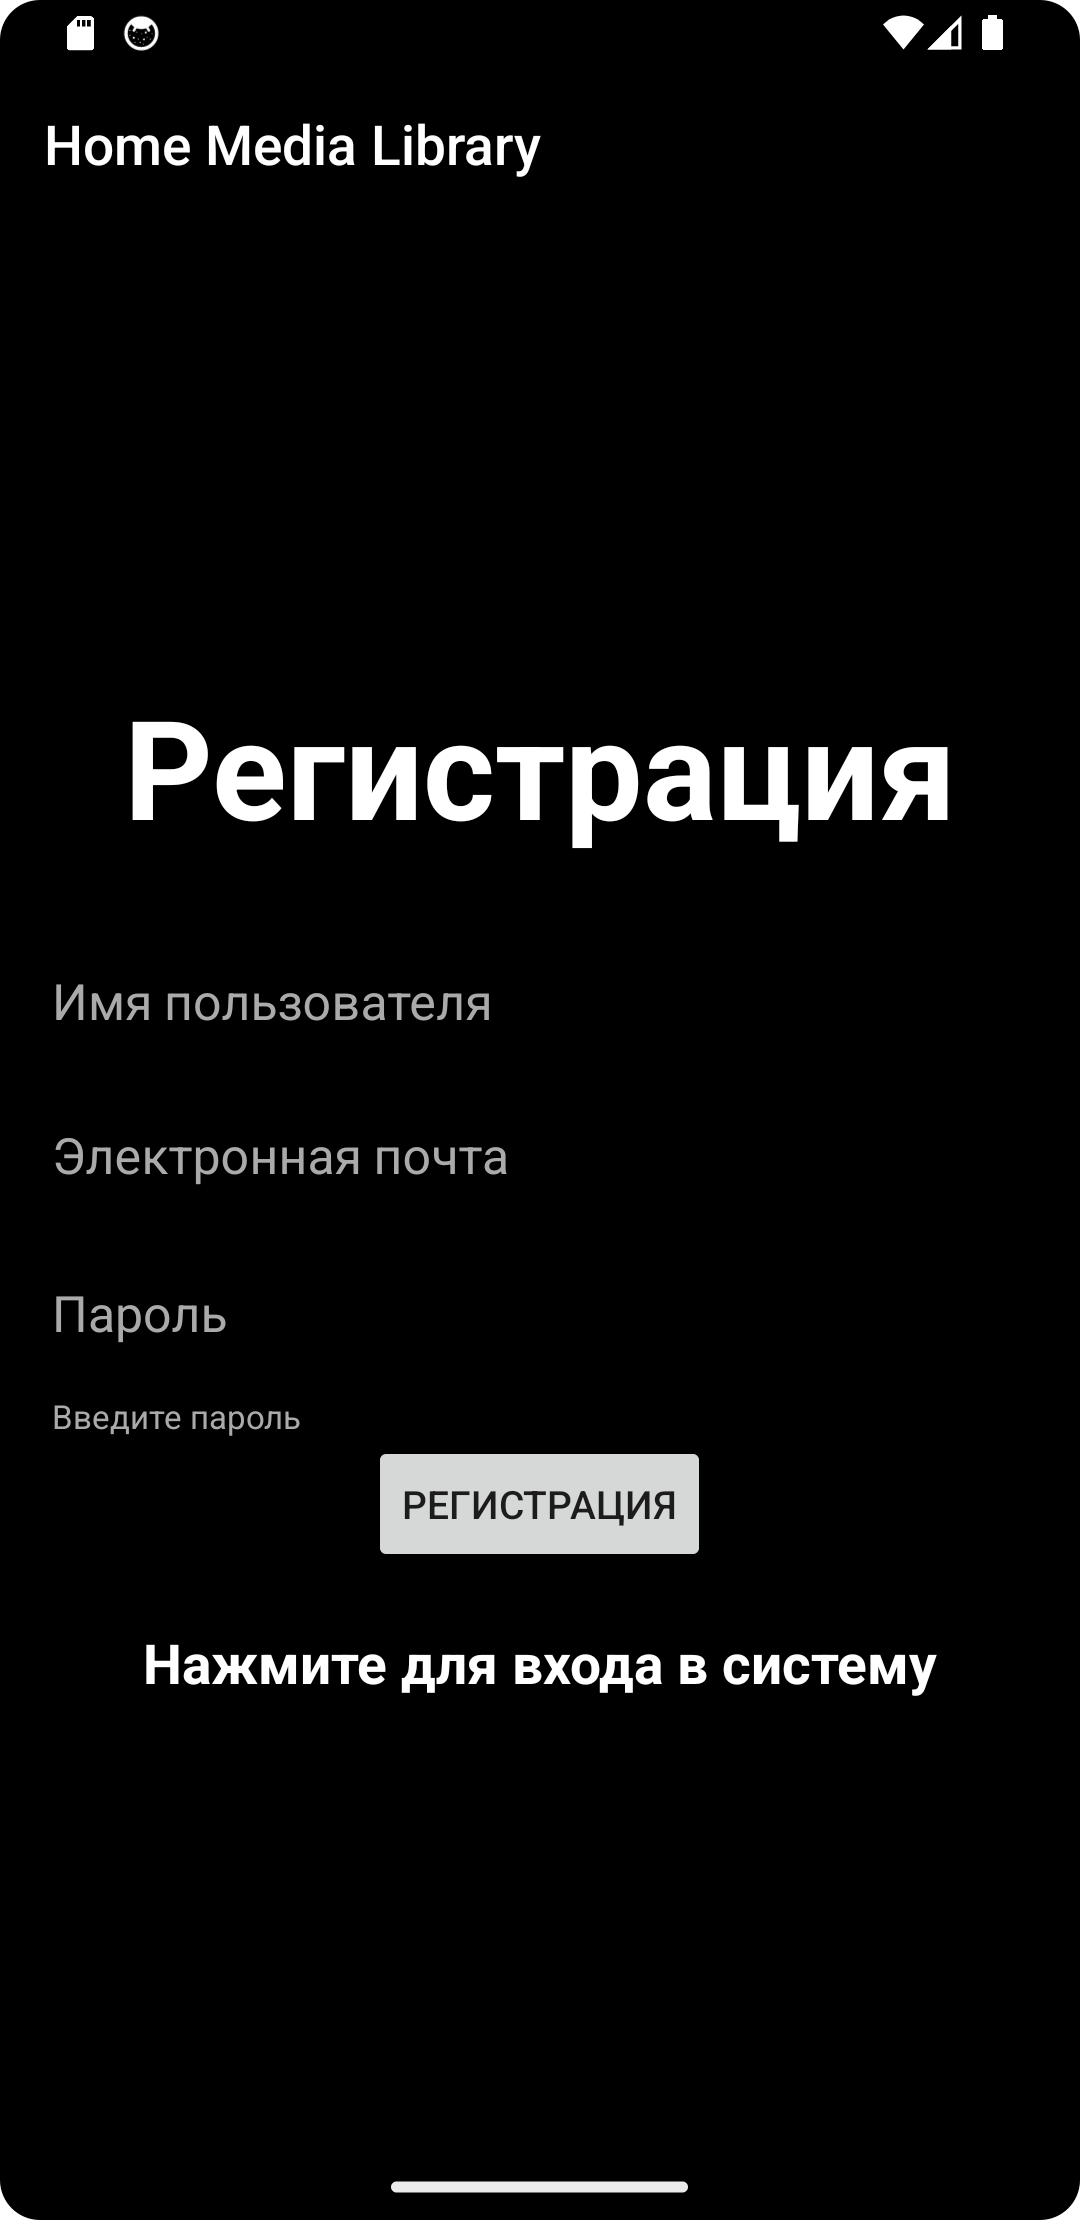 Home Media Library
Регистрация
Имя пользователя
Электронная почта
Пароль
Введите пароль
РЕГИСТРАЦИЯ
Нажмите для входа в систему